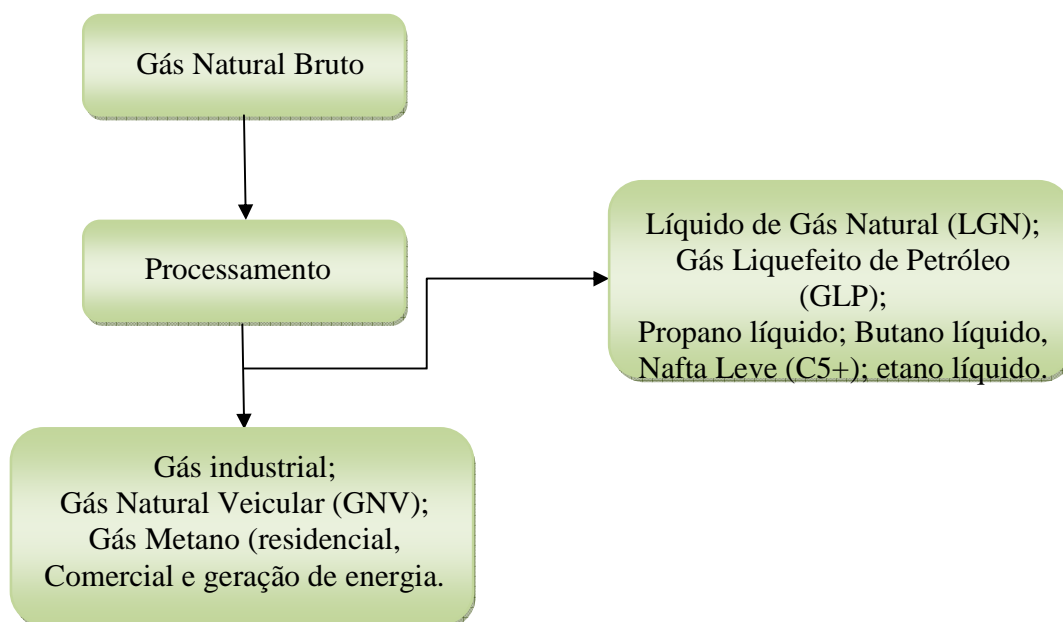 Gás Natural Bruto
Processamento
Líquido de Gás Natural (LGN);
Gás Liquefeito de Petróleo
(GLP);
Propano líquido; Butano líquido,
Nafta Leve (C5+); etano líquido.
Gás industrial;
Gás Natural Veicular (GNV);
Gás Metano (residencial,
Comercial e geração de energia.